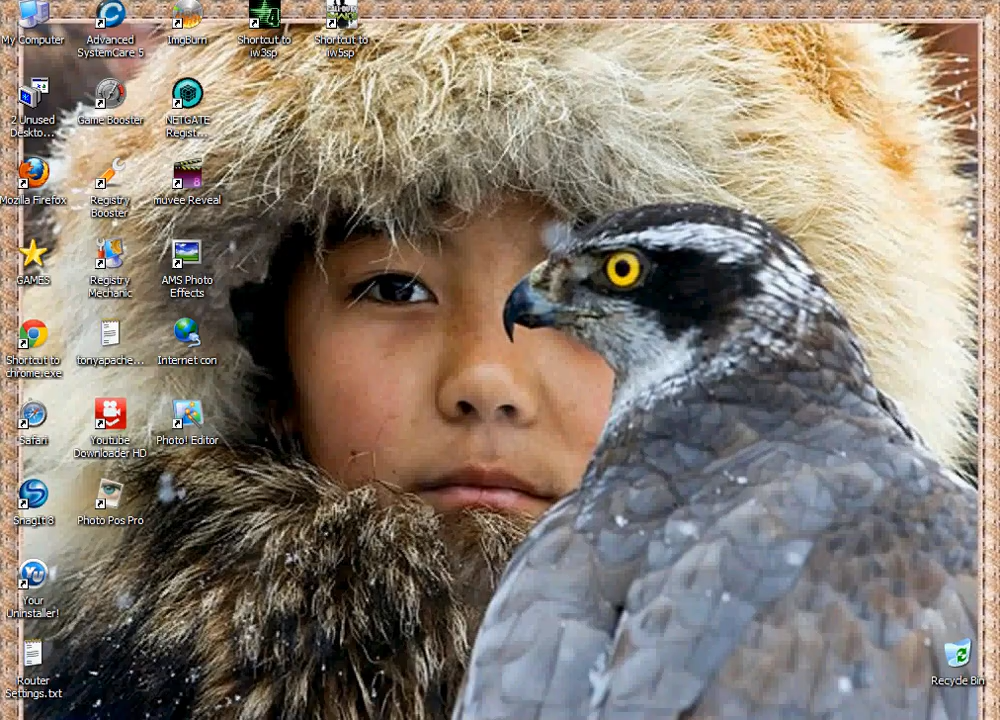 My Computer
Advanced
SystemCare 5
ImgBurn
Shortcut to
iw3sp
Shortcut to
iw5sp
2 Unused
Deskto...
Game Booster
NETGATE
Regist...
Mozilla Firefox
Registry
Booster
muvee Reveal
GAMES
Registry
Mechanic
AMS Photo
Effects
Shortcut to
chrome.exe
tonyapache...
Internet con
Safari
Youtube
Downloader HD
Photo! Editor
SnagIt 8
Photo Pos Pro
Your
Uninstaller!
Router
Settings.txt
Recycle Bin